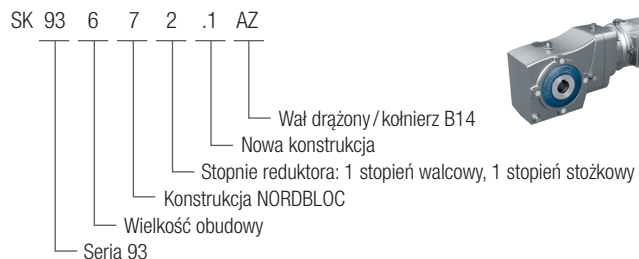 SK 93 6 7 2 .1 AZ
Wał drążony / kołnierz B14
Nowa konstrukcja
Stopnie reduktora: 1 stopień walcowy, 1 stopień stożkowy
Konstrukcja NORDBLOC
Wielkość obudowy
Seria 93